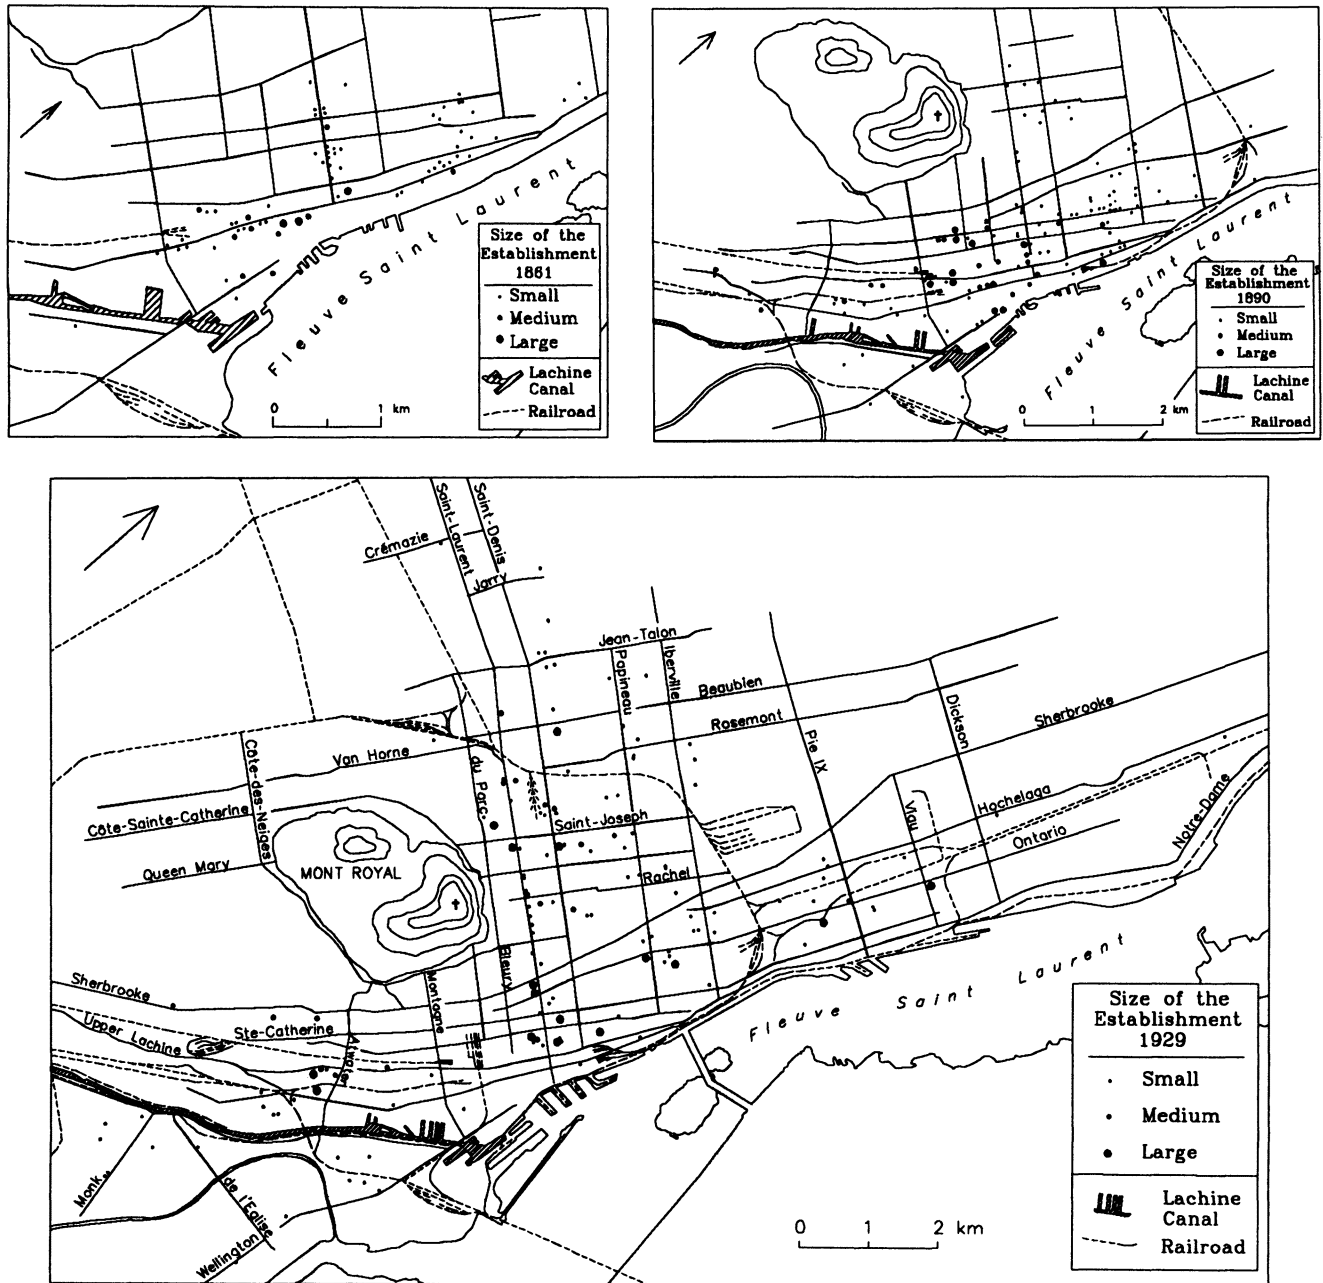 Fleuve Saint Laurent
Size of the
Establishment
1861
Small
Medium
Large
Lachine
Canal
Railroad
0 1 km
Fleuve Saint Laurent
Size of the
Establishment
1890
Small
Medium
Large
Lachine
Canal
Railroad
0 1 2 km
Saint-Laurent
Saint-Denis
Crémazie
Jarry
Jean-Talon
Papineau
Iberville
Beaubien
Rosemont
Pie IX
Dickson
Sherbrooke
Van Horne
Côte-des-Neiges
du Parc
Côte-Sainte-Catherine
Saint-Joseph
Viau
Hochelaga
Ontario
Notre-Dame
Queen Mary
MONT ROYAL
Rachel
Bleury
Montagne
Sherbrooke
Upper Lachine
Ste-Catherine
Atwater
Fleuve Saint Laurent
Monk
de l'Eglise
Wellington
Size of the
Establishment
1929
Small
Medium
Large
Lachine
Canal
Railroad
0 1 2 km